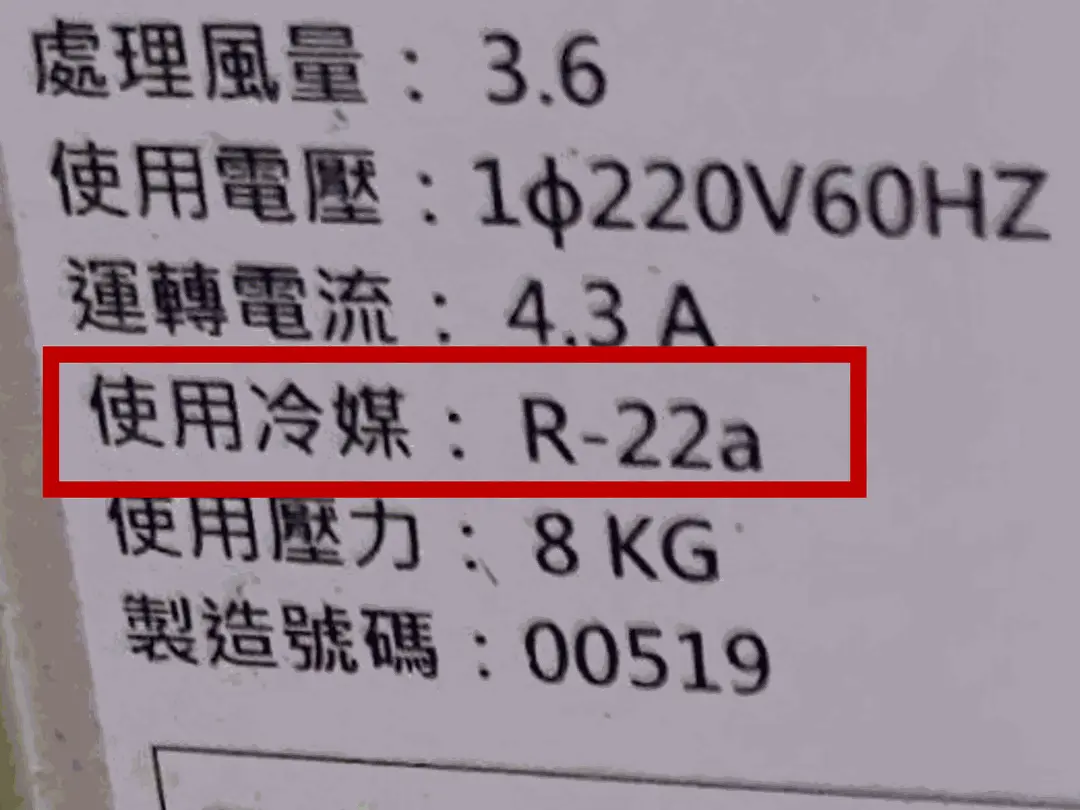 處理風量：3.6
使用電壓：1ф220V60HZ
運轉電流：4.3 A
使用冷媒：R-22a
使用壓力：8 KG
製造號碼：00519